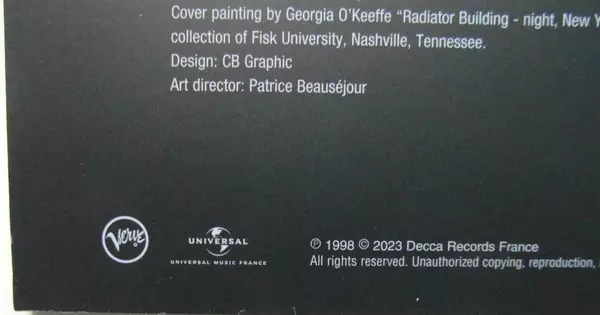 Cover painting by Georgia O'Keeffe “Radiator Building - night, New Y
collection of Fisk University, Nashville, Tennessee.
Design: CB Graphic
Art director: Patrice Beauséjour
Verve
UNIVERSAL
UNIVERSAL MUSIC FRANCE
℗ 1998 © 2023 Decca Records France
All rights reserved. Unauthorized copying, reproduction,